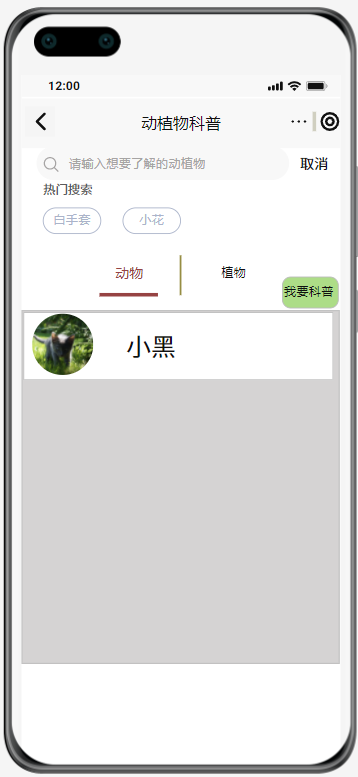 12:00
动植物科普
请输入想要了解的动植物 取消
热门搜索
白手套 小花
动物 植物
我要科普
小黑